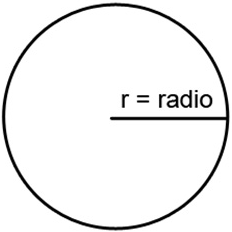 r = radio